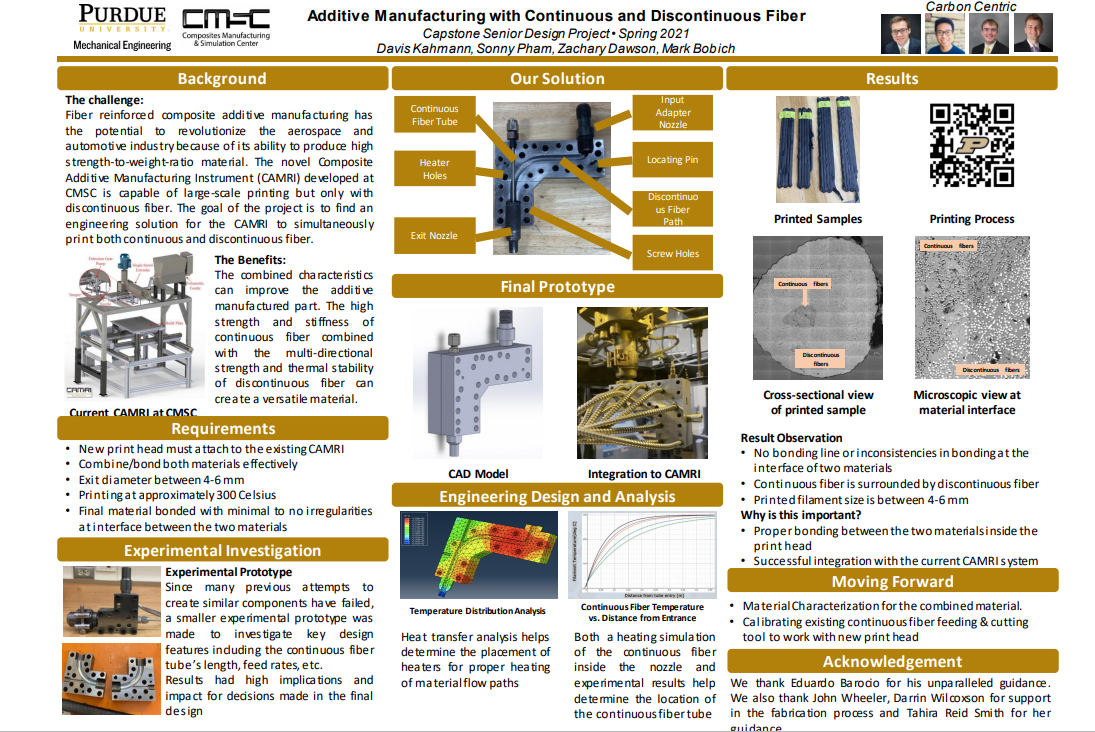 PURDUE
UNIVERSITY
Mechanical Engineering
CMSC
Composites Manufacturing
& Simulation Center
Additive Manufacturing with Continuous and Discontinuous Fiber
Capstone Senior Design Project • Spring 2021
Davis Kahmann, Sonny Pham, Zachary Dawson, Mark Bobich
Carbon Centric
Background
The challenge:
Fiber reinforced composite additive manufacturing has
the potential to revolutionize the aerospace and
automotive industry because of its ability to produce high
strength-to-weight-ratio material. The novel Composite
Additive Manufacturing Instrument (CAMRI) developed at
CMSC is capable of large-scale printing but only with
discontinuous fiber. The goal of the project is to find an
engineering solution for the CAMRI to simultaneously
print both continuous and discontinuous fiber.
CAMRI
Current CAMRI at CMSC
The Benefits:
The combined characteristics
can improve the additive
manufactured part. The high
strength and stiffness of
continuous fiber combined
with the multi-directional
strength and thermal stability
of discontinuous fiber can
create a versatile material.
Requirements
• New print head must attach to the existing CAMRI
• Combine/bond both materials effectively
• Exit diameter between 4-6 mm
• Printing at approximately 300 Celsius
• Final material bonded with minimal to no irregularities
at interface between the two materials
Experimental Investigation
Experimental Prototype
Since many previous attempts to
create similar components have failed,
a smaller experimental prototype was
made to investigate key design
features including the continuous fiber
tube's length, feed rates, etc.
Results had high implications and
impact for decisions made in the final
design
Our Solution
Continuous
Fiber Tube
Heater
Holes
Exit Nozzle
Input
Adapter
Nozzle
Locating Pin
Discontinuo
us Fiber
Path
Screw Holes
Final Prototype
CAD Model
Integration to CAMRI
Engineering Design and Analysis
Temperature Distribution Analysis
Heat transfer analysis helps
determine the placement of
heaters for proper heating
of material flow paths
Distance from tube entry [m]
Continuous Fiber Temperature
vs. Distance from Entrance
Both a heating simulation
of the continuous fiber
inside the nozzle and
experimental results help
determine the location of
the continuous fiber tube
Results
Printed Samples
P
Printing Process
Continuous fibers
Discontinuous
fibers
Cross-sectional view
of printed sample
Continuous fibers
Discontinuous fibers
Microscopic view at
material interface
Result Observation
• No bonding line or inconsistencies in bonding at the
interface of two materials
• Continuous fiber is surrounded by discontinuous fiber
• Printed filament size is between 4-6 mm
Why is this important?
• Proper bonding between the two materials inside the
print head
• Successful integration with the current CAMRI system
Moving Forward
• Material Characterization for the combined material.
• Calibrating existing continuous fiber feeding & cutting
tool to work with new print head
Acknowledgement
We thank Eduardo Barocio for his unparalleled guidance.
We also thank John Wheeler, Darrin Wilcoxson for support
in the fabrication process and Tahira Reid Smith for her
guidance